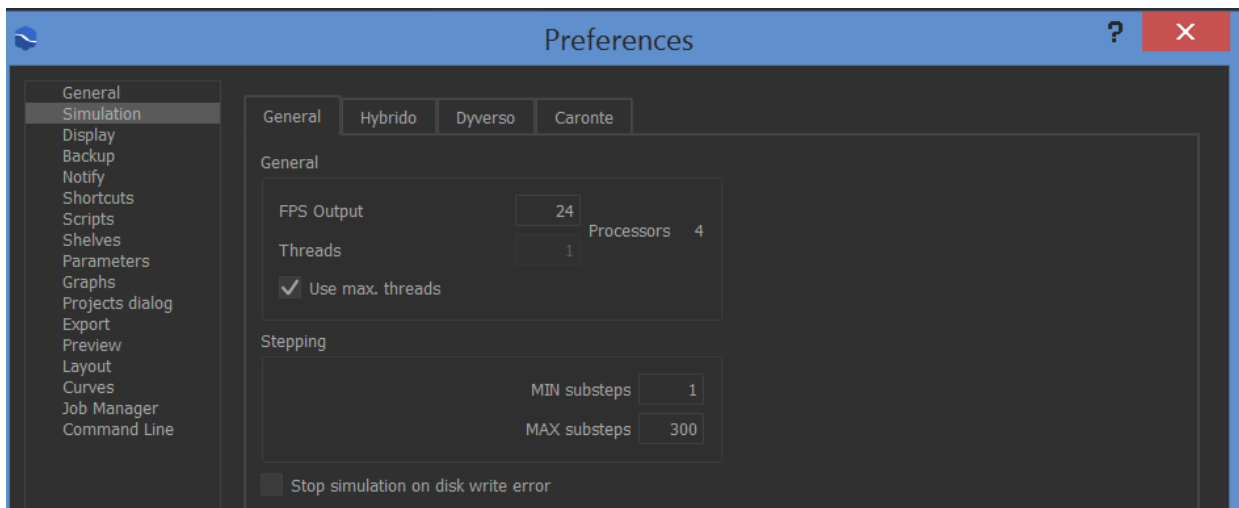 Preferences
?
General
Simulation
Display
Backup
Notify
Shortcuts
Scripts
Shelves
Parameters
Graphs
Projects dialog
Export
Preview
Layout
Curves
Job Manager
Command Line
General Hybrido Dyverso Caronte
General
FPS Output 24
Processors 4
Threads 1
Use max. threads
Stepping
MIN substeps 1
MAX substeps 300
Stop simulation on disk write error